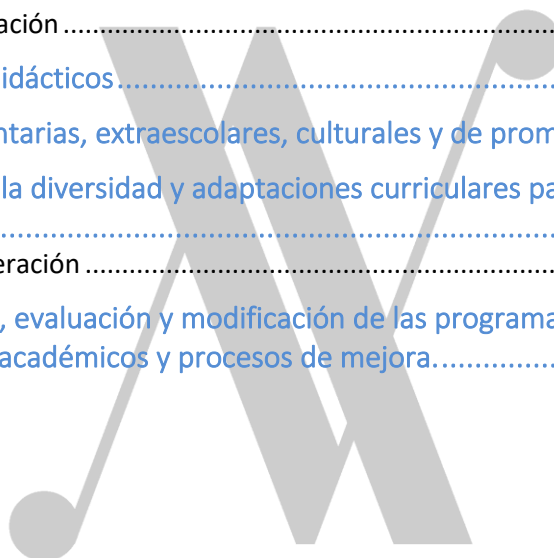 ación ........................................................
idácticos ..................................................
ntarias, extraescolares, culturales y de prom
la diversidad y adaptaciones curriculares pa
................................................................
eración .....................................................
, evaluación y modificación de las programa
académicos y procesos de mejora. ................